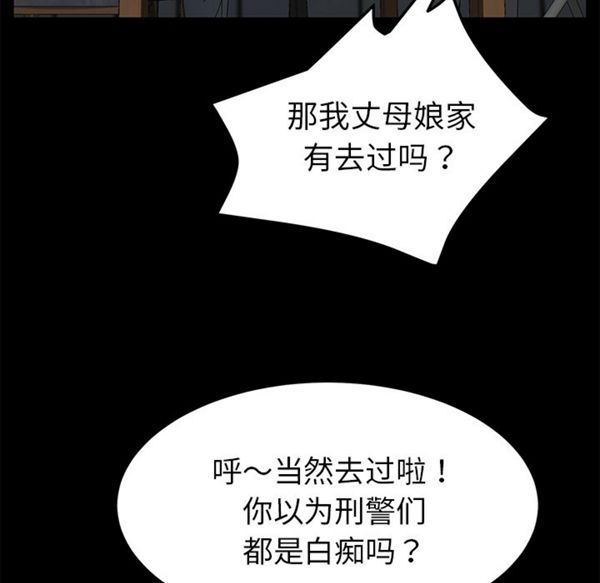 那我丈母娘家
有去过吗？
呼～当然去过啦！
你以为刑警们
都是白痴吗？